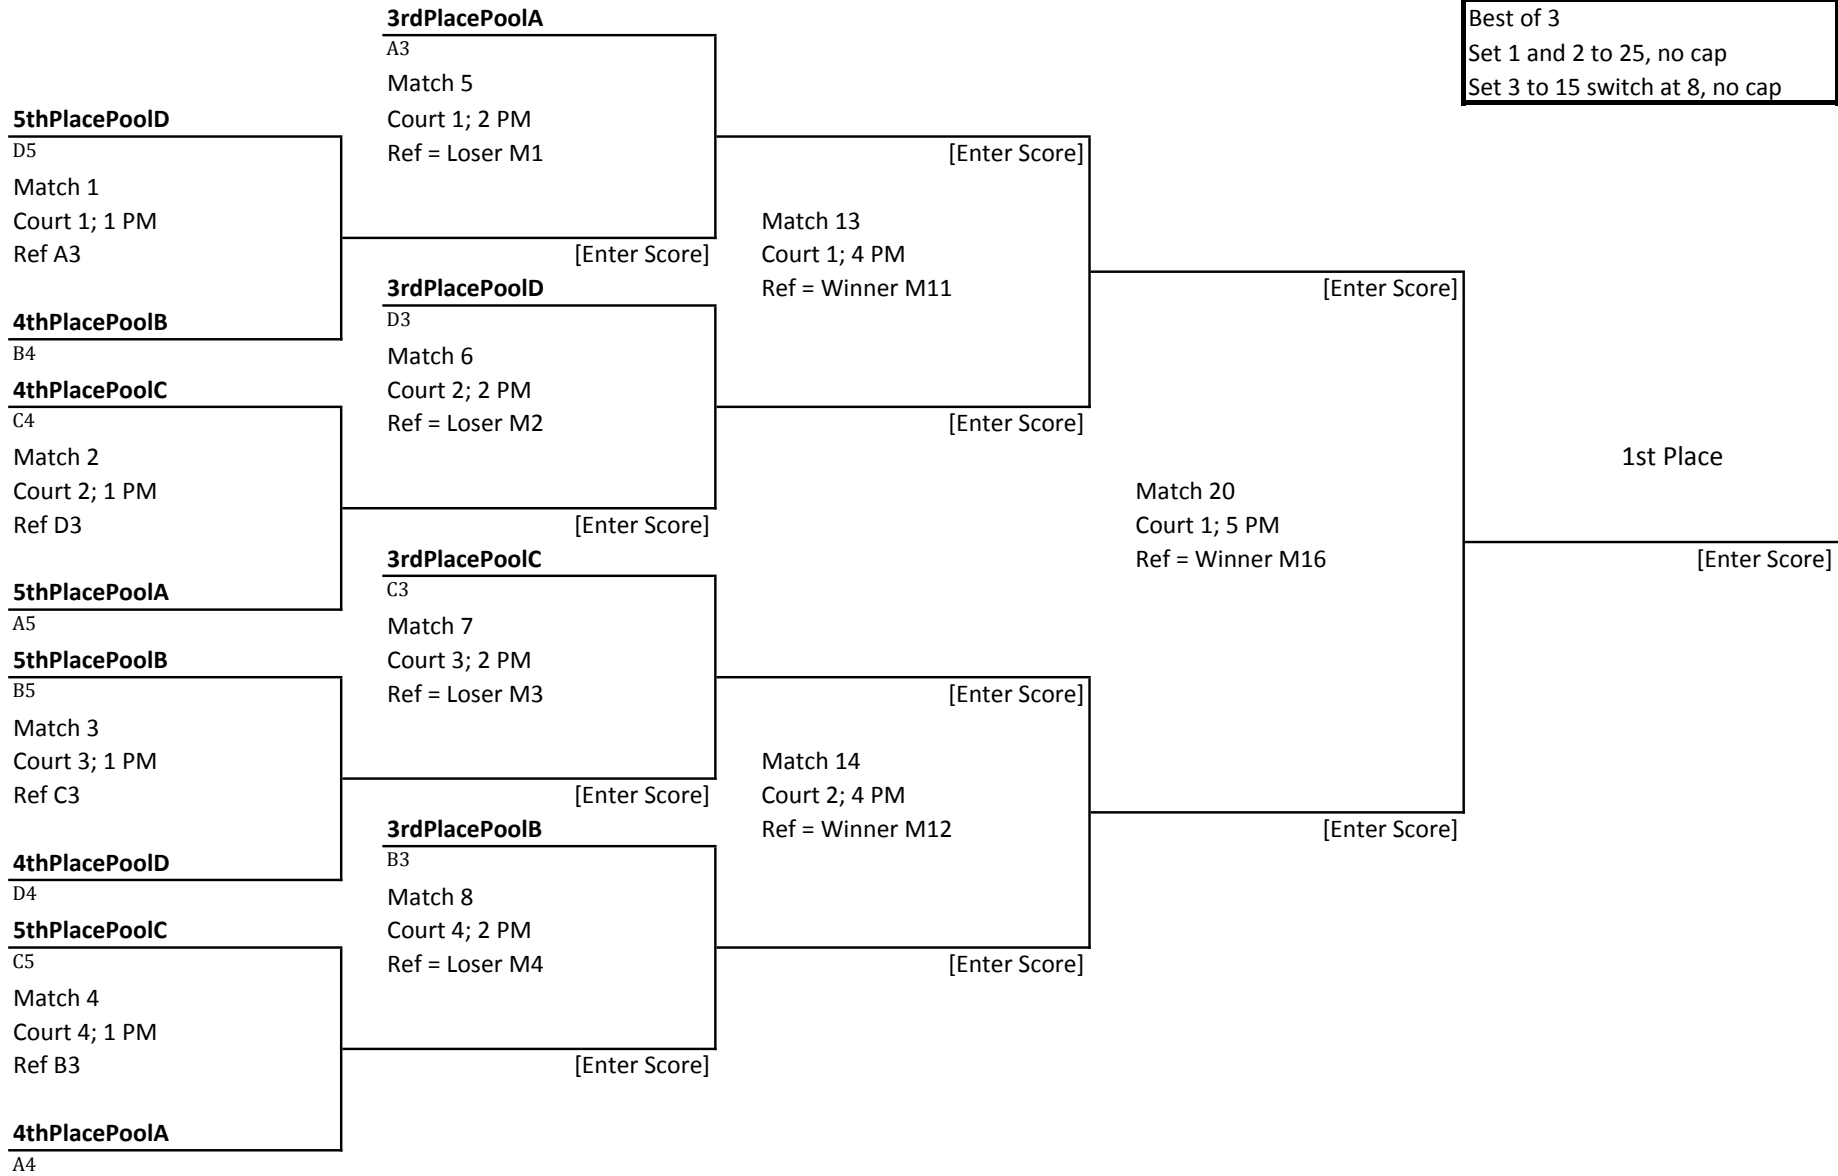 3rdPlacePoolA
A3
Match 5
Court 1; 2 PM
Ref = Loser M1
Best of 3
Set 1 and 2 to 25, no cap
Set 3 to 15 switch at 8, no cap
5thPlacePoolD
D5
Match 1
Court 1; 1 PM
Ref A3
4thPlacePoolB
B4
[Enter Score]
[Enter Score]
Match 13
Court 1; 4 PM
Ref = Winner M11
3rdPlacePoolD
D3
Match 6
Court 2; 2 PM
Ref = Loser M2
4thPlacePoolC
C4
Match 2
Court 2; 1 PM
Ref D3
5thPlacePoolA
A5
[Enter Score]
[Enter Score]
[Enter Score]
1st Place
Match 20
Court 1; 5 PM
Ref = Winner M16
[Enter Score]
3rdPlacePoolC
C3
Match 7
Court 3; 2 PM
Ref = Loser M3
5thPlacePoolB
B5
Match 3
Court 3; 1 PM
Ref C3
4thPlacePoolD
D4
[Enter Score]
[Enter Score]
Match 14
Court 2; 4 PM
Ref = Winner M12
[Enter Score]
3rdPlacePoolB
B3
Match 8
Court 4; 2 PM
Ref = Loser M4
[Enter Score]
5thPlacePoolC
C5
Match 4
Court 4; 1 PM
Ref B3
[Enter Score]
4thPlacePoolA
A4